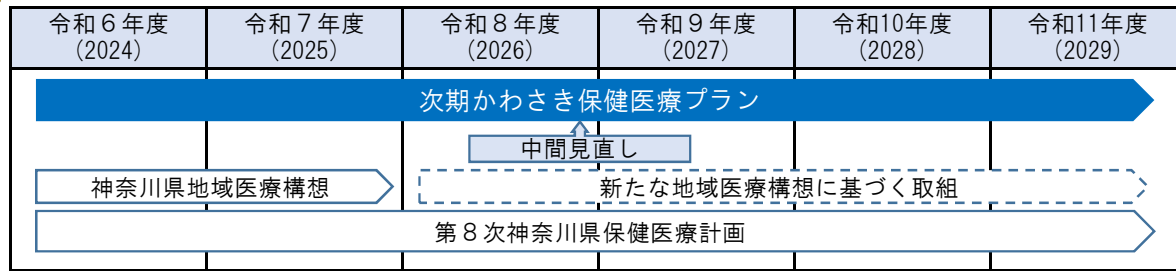 令和６年度 令和７年度 令和８年度 令和９年度 令和10年度 令和11年度
(2024) (2025) (2026) (2027) (2028) (2029)
次期かわさき保健医療プラン
中間見直し
神奈川県地域医療構想 新たな地域医療構想に基づく取組
第８次神奈川県保健医療計画